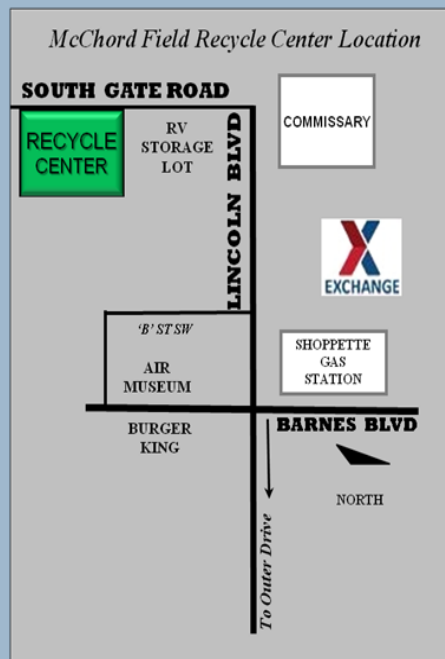 McChord Field Recycle Center Location
SOUTH GATE ROAD
RECYCLE
CENTER
RV
STORAGE
LOT
LINCOLN BLVD
COMMISSARY
X
EXCHANGE
'B' ST SW
AIR
MUSEUM
SHOPPETTE
GAS
STATION
BURGER
KING
BARNES BLVD
NORTH
To Outer Drive